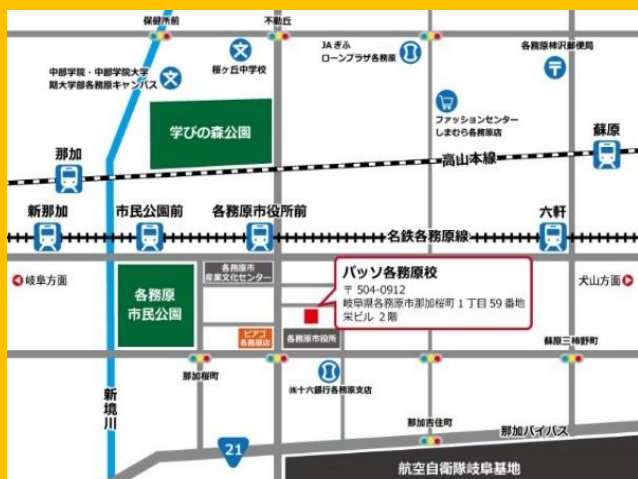 保健所前
不動丘
JAぎふ
ローンプラザ各務原
各務原柿沢郵便局
桜ヶ丘中学校
中部学院・中部学院大学
期大学部各務原キャンパス
ファッションセンター
しまむら各務原店
学びの森公園
那加
蘇原
高山本線
新那加
市民公園前
各務原市役所前
六軒
名鉄各務原線
岐阜方面
各務原
市民公園
各務原市
産業文化センター
パッソ各務原校
〒 504-0912
岐阜県各務原市那加桜町1丁目59番地
栄ビル 2階
犬山方面
ピアゴ
各務原店
各務原市役所
那加桜町
㈱十六銀行各務原支店
蘇原三柿野町
新境川
那加吉住町
那加バイパス
21
航空自衛隊岐阜基地